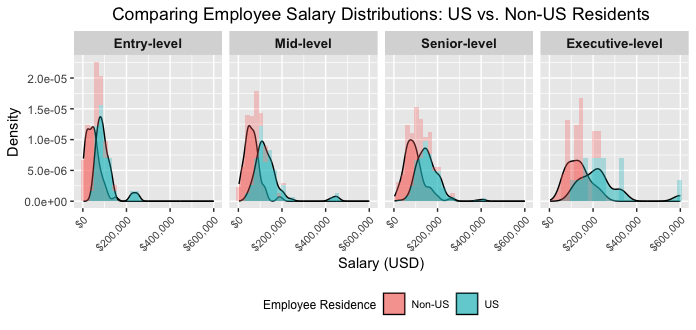 Comparing Employee Salary Distributions: US vs. Non-US Residents
Entry-level Mid-level Senior-level Executive-level
Density
2.0e-05
1.5e-05
1.0e-05
5.0e-06
0.0e+00
$0 $200,000 $400,000 $600,000 $0 $200,000 $400,000 $600,000 $0 $200,000 $400,000 $600,000 $0 $200,000 $400,000 $600,000
Salary (USD)
Employee Residence Non-US US